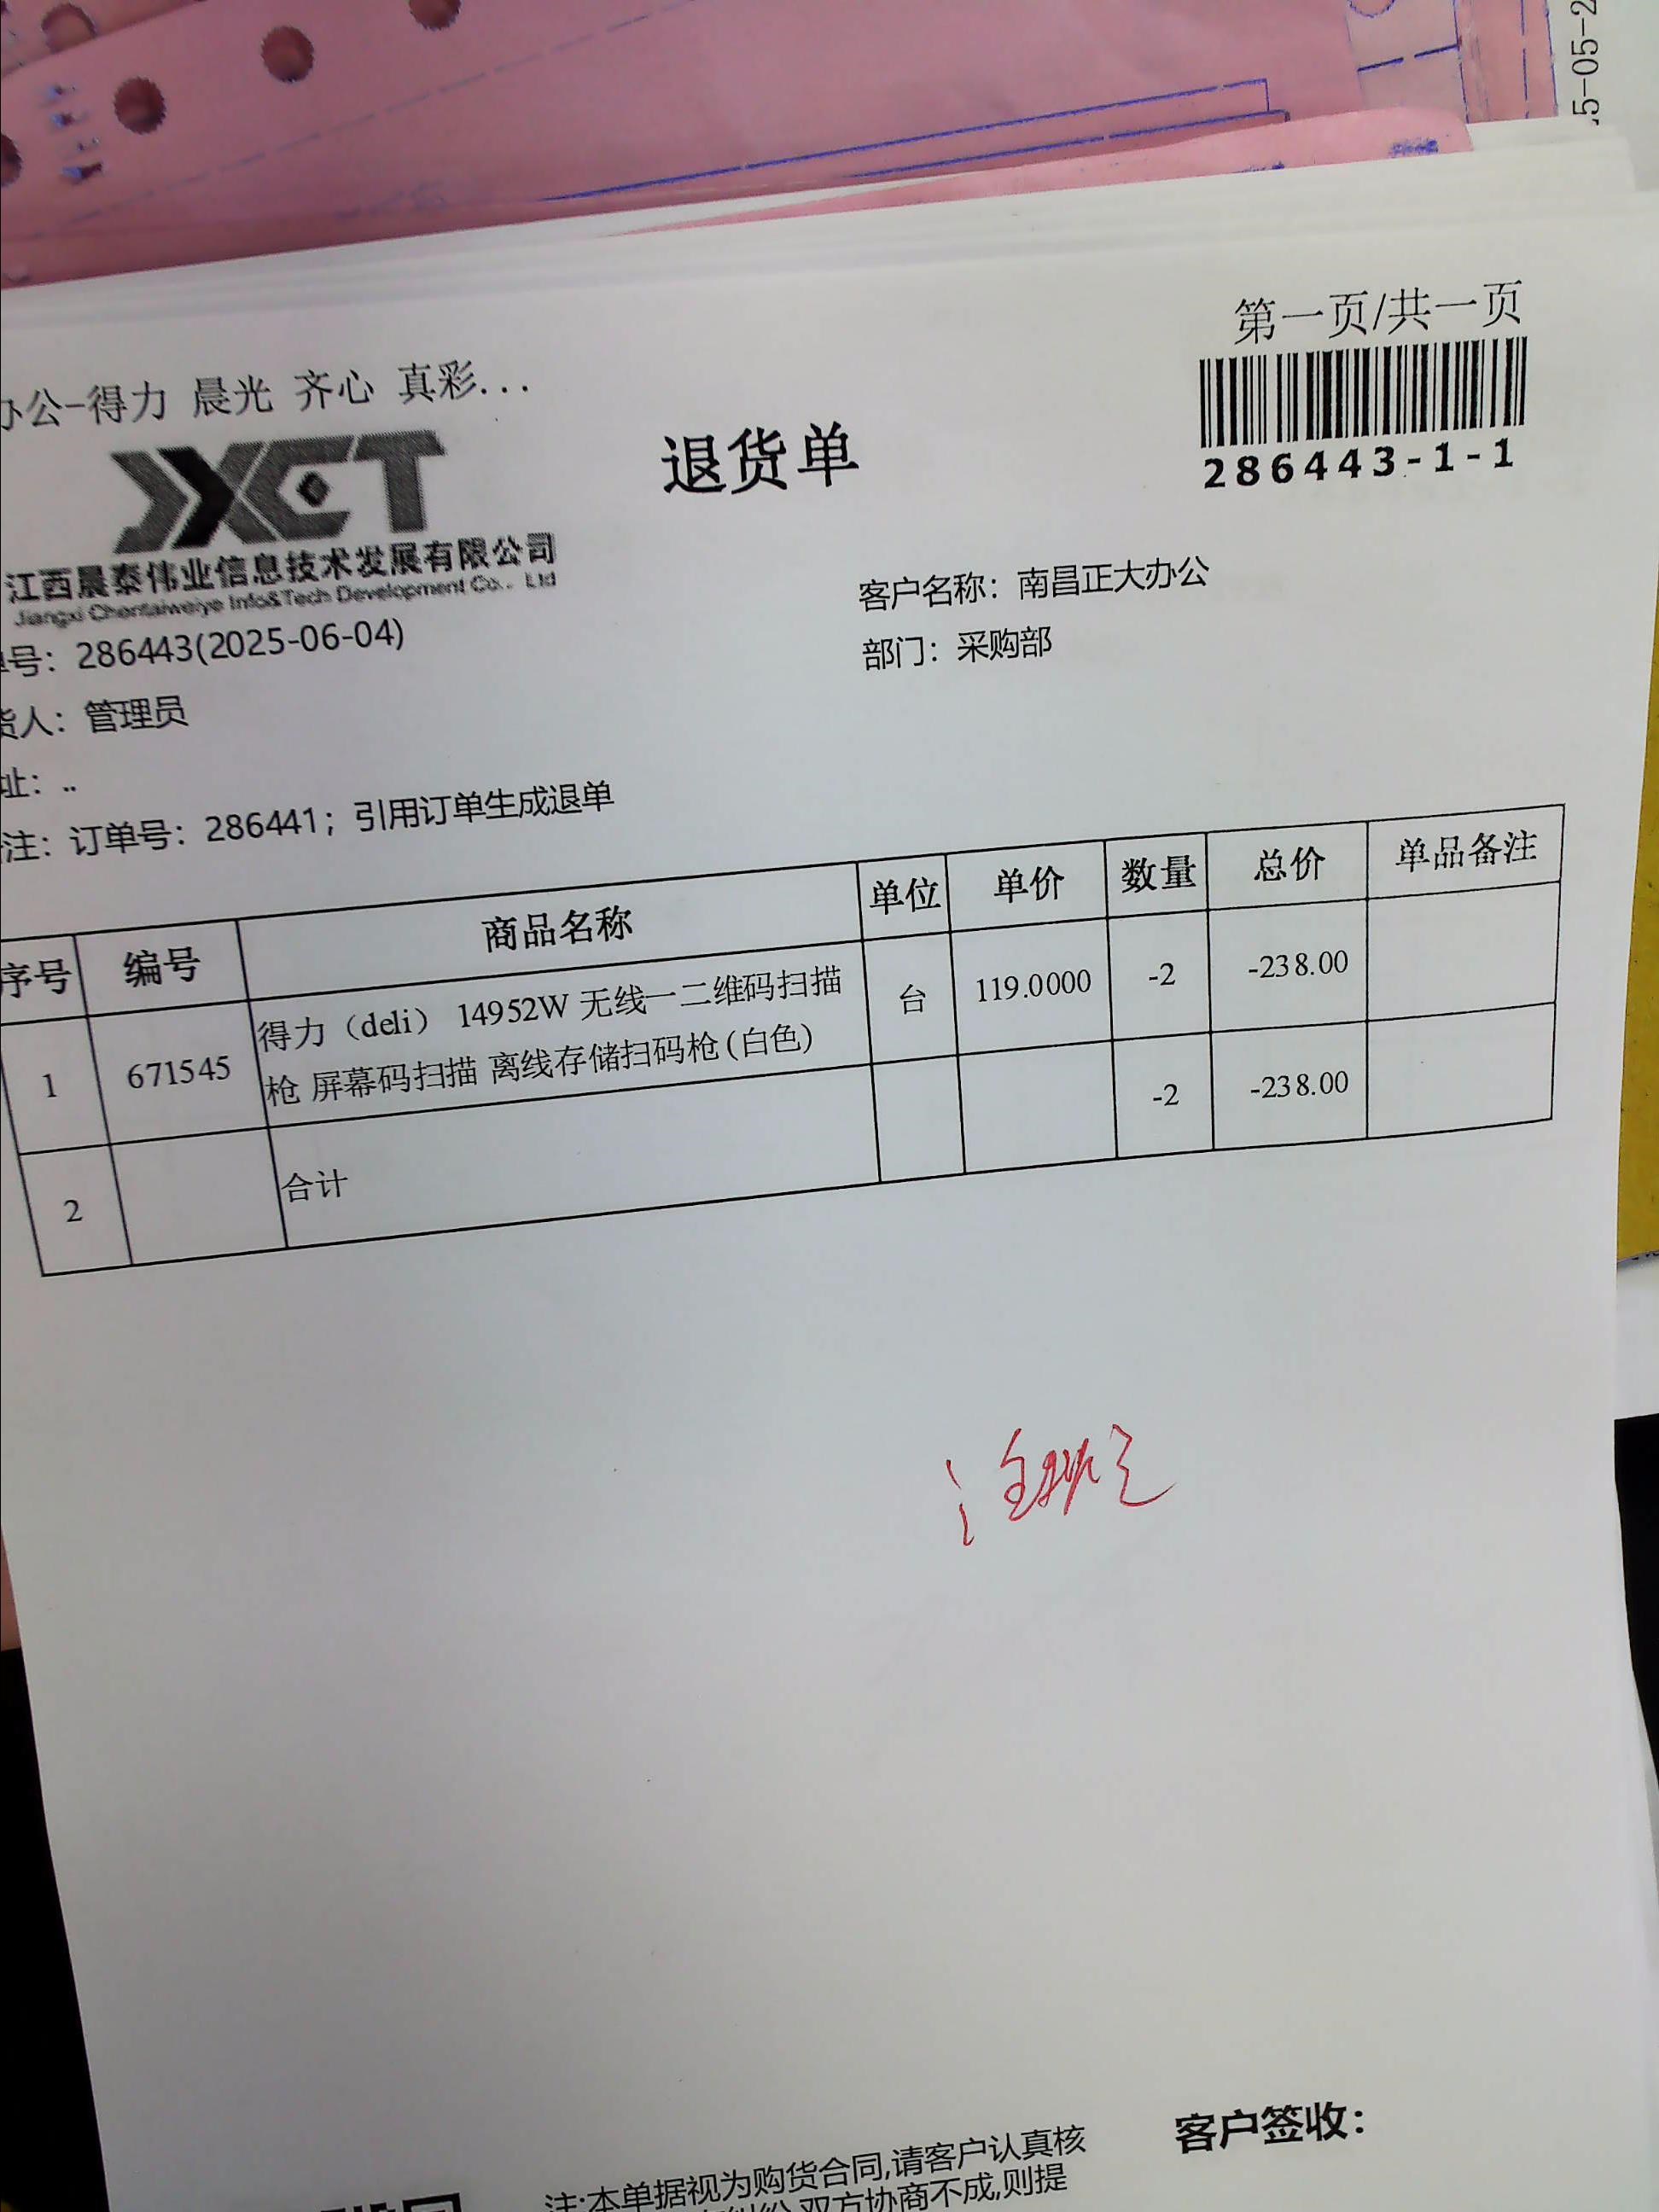 5-05-2
第一页/共一页
办公-得力 晨光 齐心 真彩...
286443-1-1
JXCT
退货单
江西晨泰伟业信息技术发展有限公司
Jiangxi Chentaiweiye Info&Tech Development Co., Ltd
客户名称：南昌正大办公
单号：286443(2025-06-04)
部门：采购部
货人：管理员
址：..
注：订单号：286441；引用订单生成退单
序号 编号 商品名称 单位 单价 数量 总价 单品备注
1 671545 得力（deli） 14952W 无线一二维码扫描 台 119.0000 -2 -238.00
枪 屏幕码扫描 离线存储扫码枪(白色)
2 合计 -2 -238.00
客户签收：
注:本单据视为购货合同,请客户认真核
双方协商不成,则提